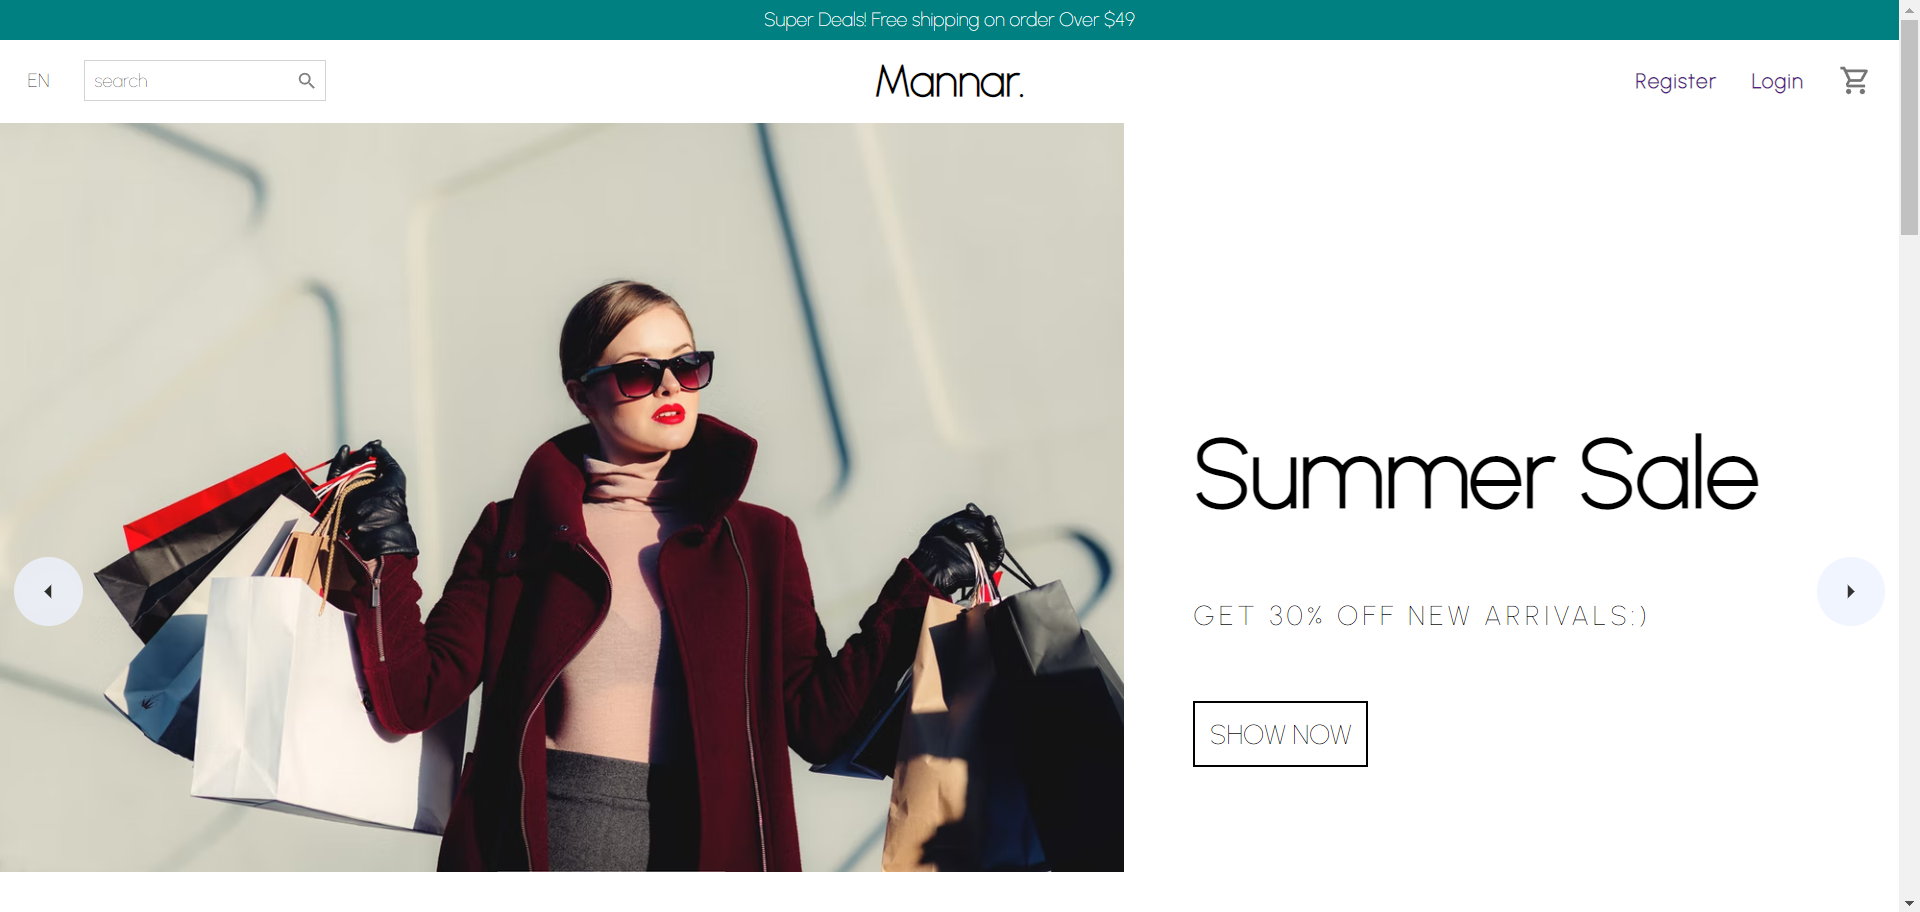 Super Deals! Free shipping on order Over $49
EN
search
Mannar.
Register
Login
Summer Sale
GET 30% OFF NEW ARRIVALS:)
SHOW NOW